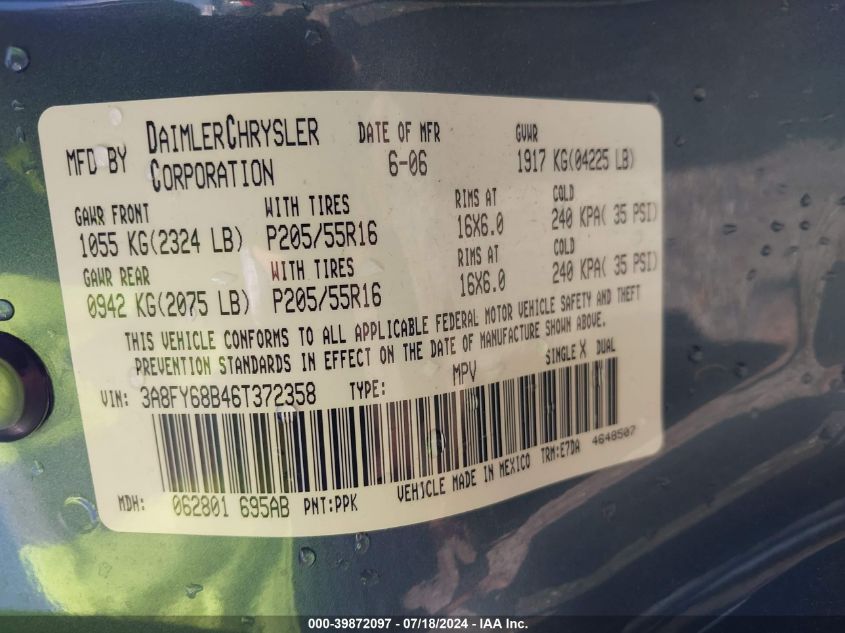 MFD BY DAIMLERCHRYSLER CORPORATION DATE OF MFR 6-06 GVWR 1917 KG(04225 LB)
GAWR FRONT WITH TIRES RIMS AT COLD
1055 KG(2324 LB) P205/55R16 16X6.0 240 KPA( 35 PSI)
GAWR REAR WITH TIRES RIMS AT COLD
0942 KG(2075 LB) P205/55R16 16X6.0 240 KPA( 35 PSI)
THIS VEHICLE CONFORMS TO ALL APPLICABLE FEDERAL MOTOR VEHICLE SAFETY AND THEFT
PREVENTION STANDARDS IN EFFECT ON THE DATE OF MANUFACTURE SHOWN ABOVE.
VIN: 3A8FY68B46T372358 TYPE: MPV SINGLE X DUAL
MDH: 062801 695AB PNT:PPK VEHICLE MADE IN MEXICO TRM:E7DA 4648507
000-39872097 - 07/18/2024 - IAA Inc.